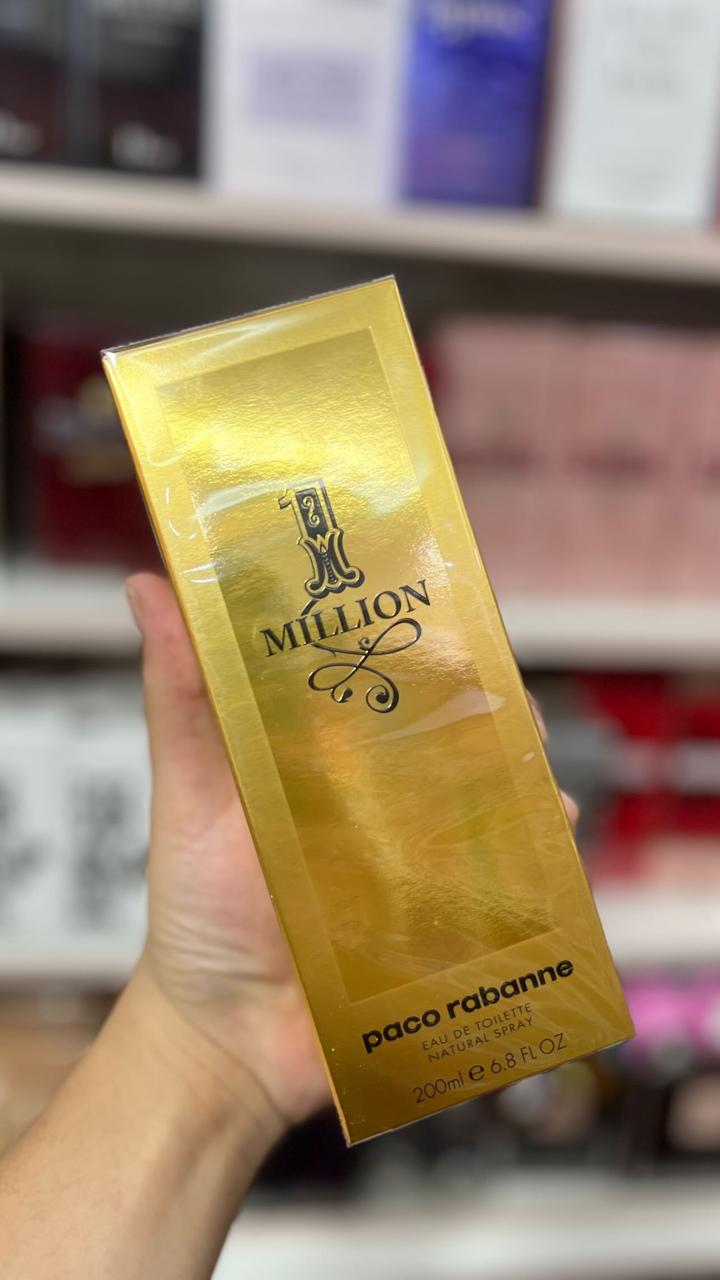 1
MILLION
paco rabanne
EAU DE TOILETTE
NATURAL SPRAY
200ml e 6.8 FL OZ